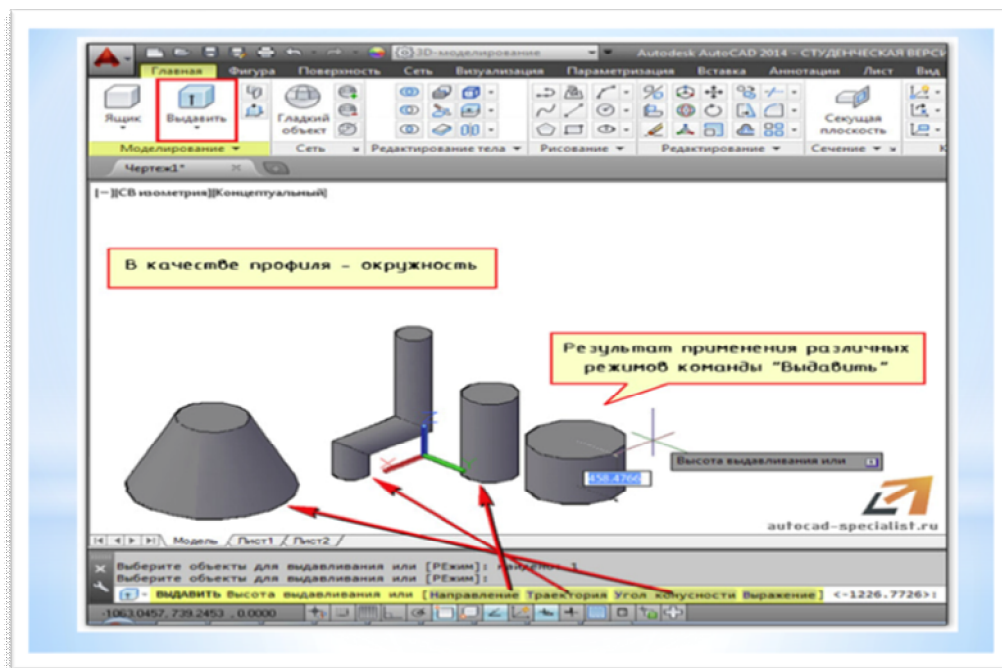 3D-моделирование
Autodesk AutoCAD 2014 - СТУДЕНЧЕСКАЯ ВЕРС
Главная Фигура Поверхность Сеть Визуализация Параметризация Вставка Аннотации Лист Вид
Ящик
Выдавить
Гладкий
объект
Секущая
плоскость
Моделирование Сеть Редактирование тела Рисование Редактирование Сечение К
Чертеж1*
[−][СВ изометрия][Концептуальный]
В качестве профиля - окружность
Результат применения различных
режимов команды "Выдавить"
Высота выдавливания или
458.4766
autocad-specialist.ru
Модель Лист1 Лист2
Выберите объекты для выдавливания или [РЕжим]: найдено: 1
Выберите объекты для выдавливания или [РЕжим]:
ВЫДАВИТЬ Высота выдавливания или [Направление Траектория Угол конусности Выражение] <-1226.7726>:
-1063.0457, 739.2453 , 0.0000